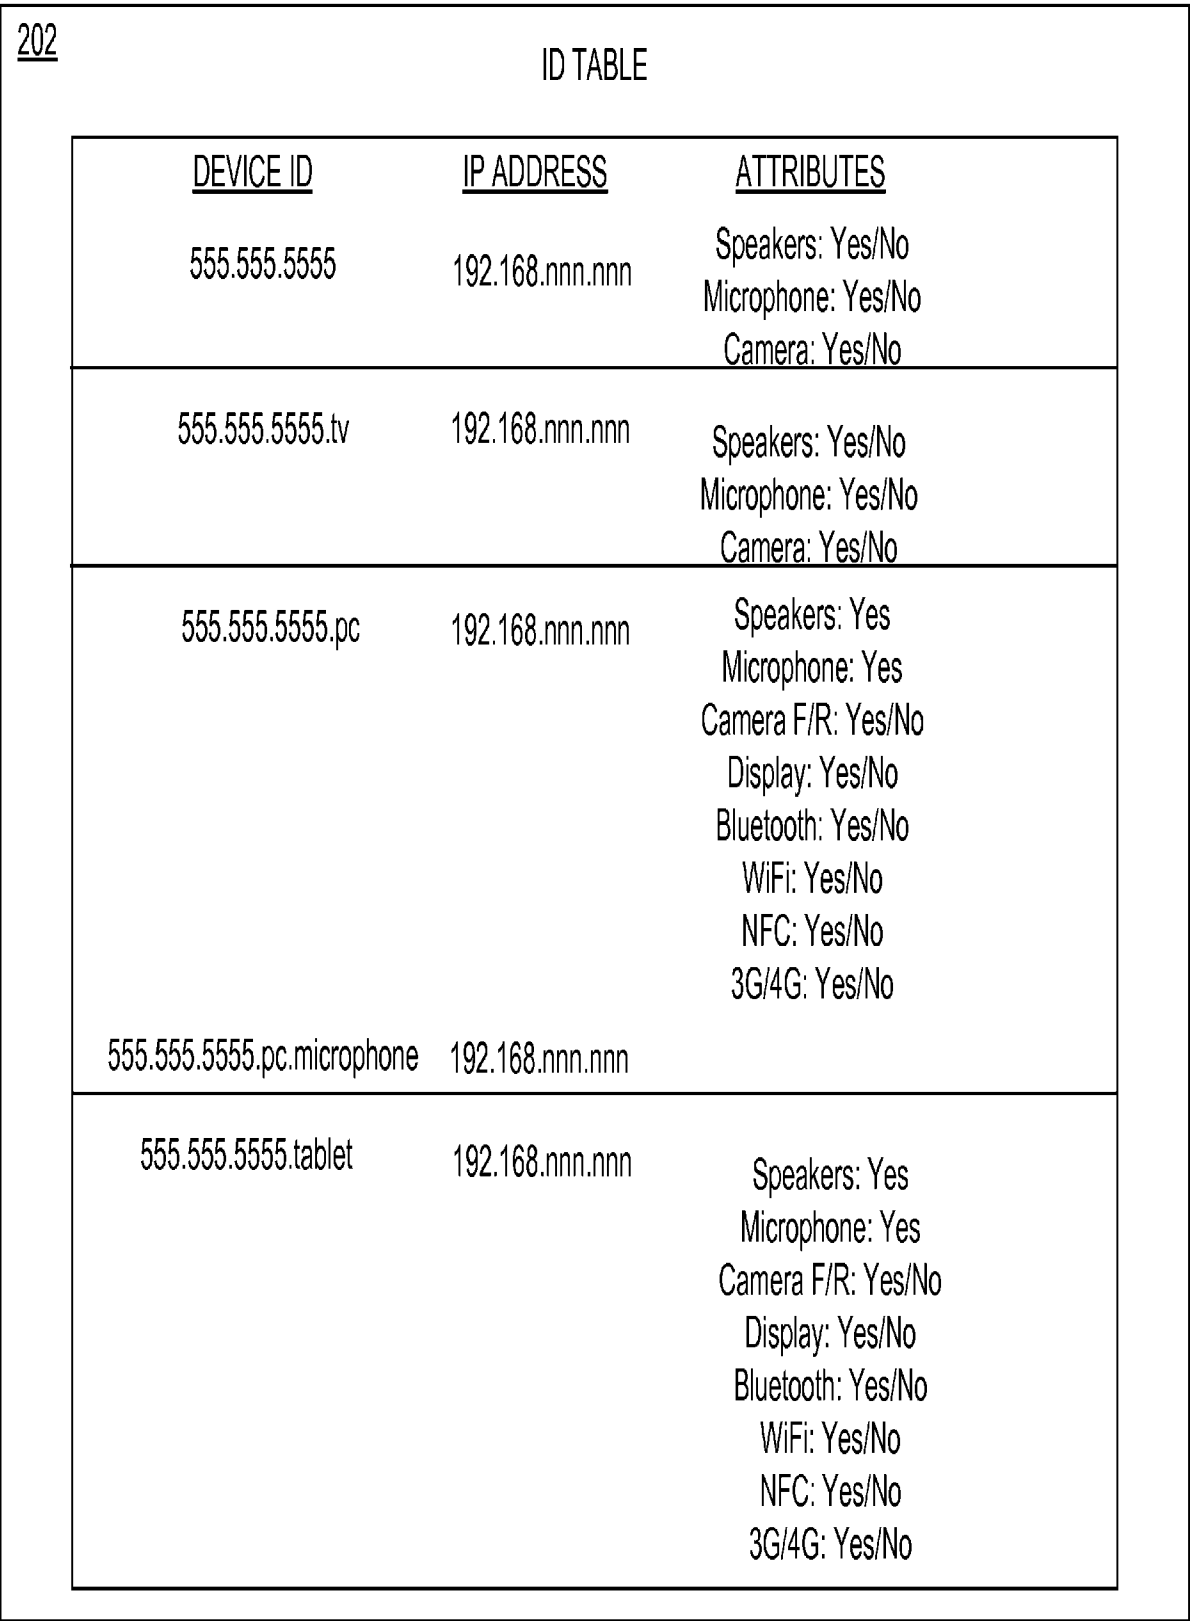 202
ID TABLE
DEVICE ID IP ADDRESS ATTRIBUTES
555.555.5555 192.168.nnn.nnn Speakers: Yes/No
Microphone: Yes/No
Camera: Yes/No
555.555.5555.tv 192.168.nnn.nnn Speakers: Yes/No
Microphone: Yes/No
Camera: Yes/No
555.555.5555.pc 192.168.nnn.nnn Speakers: Yes
Microphone: Yes
Camera F/R: Yes/No
Display: Yes/No
Bluetooth: Yes/No
WiFi: Yes/No
NFC: Yes/No
3G/4G: Yes/No
555.555.5555.pc.microphone 192.168.nnn.nnn
555.555.5555.tablet 192.168.nnn.nnn Speakers: Yes
Microphone: Yes
Camera F/R: Yes/No
Display: Yes/No
Bluetooth: Yes/No
WiFi: Yes/No
NFC: Yes/No
3G/4G: Yes/No